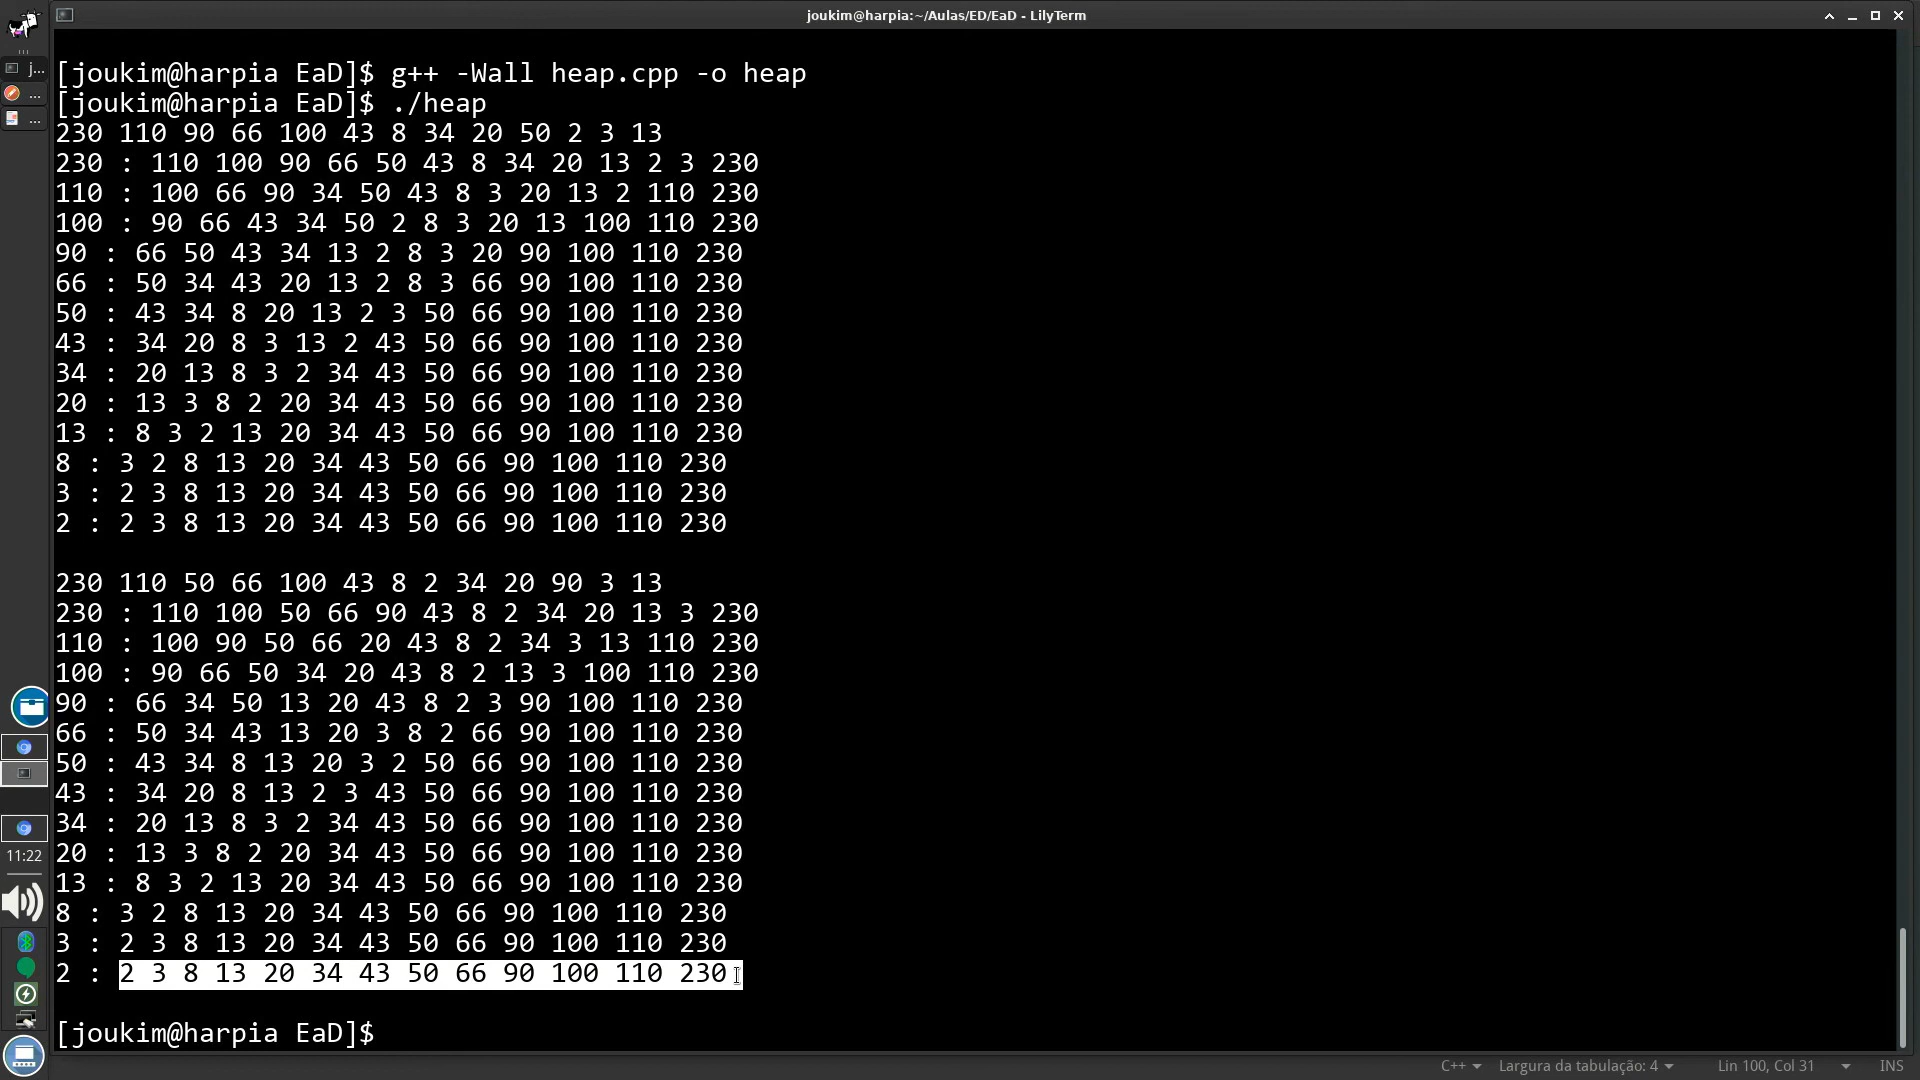 joukim@harpia:~/Aulas/ED/EaD - LilyTerm
j...
...
...
[joukim@harpia EaD]$ g++ -Wall heap.cpp -o heap
[joukim@harpia EaD]$ ./heap
230 110 90 66 100 43 8 34 20 50 2 3 13
230 : 110 100 90 66 50 43 8 34 20 13 2 3 230
110 : 100 66 90 34 50 43 8 3 20 13 2 110 230
100 : 90 66 43 34 50 2 8 3 20 13 100 110 230
90 : 66 50 43 34 13 2 8 3 20 90 100 110 230
66 : 50 34 43 20 13 2 8 3 66 90 100 110 230
50 : 43 34 8 20 13 2 3 50 66 90 100 110 230
43 : 34 20 8 3 13 2 43 50 66 90 100 110 230
34 : 20 13 8 3 2 34 43 50 66 90 100 110 230
20 : 13 3 8 2 20 34 43 50 66 90 100 110 230
13 : 8 3 2 13 20 34 43 50 66 90 100 110 230
8 : 3 2 8 13 20 34 43 50 66 90 100 110 230
3 : 2 3 8 13 20 34 43 50 66 90 100 110 230
2 : 2 3 8 13 20 34 43 50 66 90 100 110 230
230 110 50 66 100 43 8 2 34 20 90 3 13
230 : 110 100 50 66 90 43 8 2 34 20 13 3 230
110 : 100 90 50 66 20 43 8 2 34 3 13 110 230
100 : 90 66 50 34 20 43 8 2 13 3 100 110 230
90 : 66 34 50 13 20 43 8 2 3 90 100 110 230
66 : 50 34 43 13 20 3 8 2 66 90 100 110 230
50 : 43 34 8 13 20 3 2 50 66 90 100 110 230
43 : 34 20 8 13 2 3 43 50 66 90 100 110 230
34 : 20 13 8 3 2 34 43 50 66 90 100 110 230
20 : 13 3 8 2 20 34 43 50 66 90 100 110 230
13 : 8 3 2 13 20 34 43 50 66 90 100 110 230
8 : 3 2 8 13 20 34 43 50 66 90 100 110 230
3 : 2 3 8 13 20 34 43 50 66 90 100 110 230
2 : 2 3 8 13 20 34 43 50 66 90 100 110 230
[joukim@harpia EaD]$
11:22
C++ Largura da tabulação: 4 Lin 100, Col 31 INS